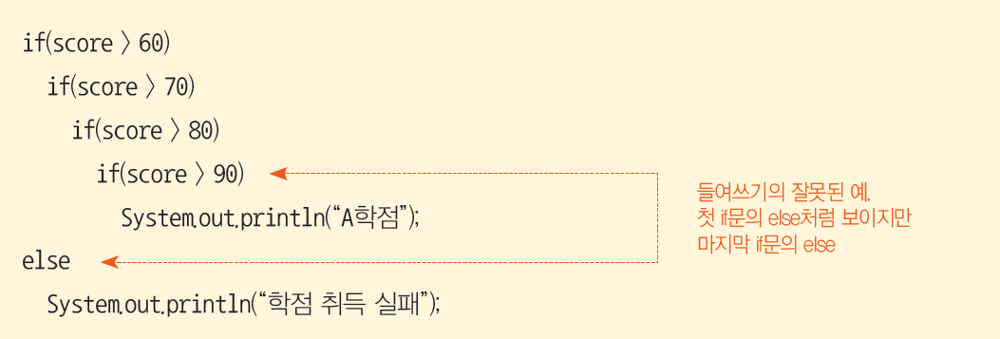 if(score > 60)
if(score > 70)
if(score > 80)
if(score > 90)
System.out.println(“A학점”);
else
System.out.println(“학점 취득 실패”);
들여쓰기의 잘못된 예.
첫 if문의 else처럼 보이지만
마지막 if문의 else